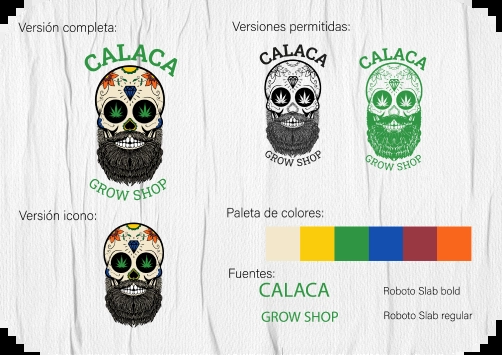 Versión completa:
CALACA
GROW SHOP
Versión icono:
Versiones permitidas:
CALACA
GROW SHOP
CALACA
GROW SHOP
Paleta de colores:
Fuentes:
CALACA
Roboto Slab bold
GROW SHOP
Roboto Slab regular